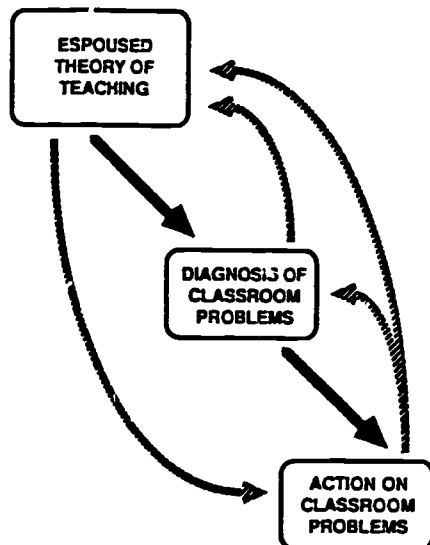 ESPOUSED
THEORY OF
TEACHING
DIAGNOSIS OF
CLASSROOM
PROBLEMS
ACTION ON
CLASSROOM
PROBLEMS